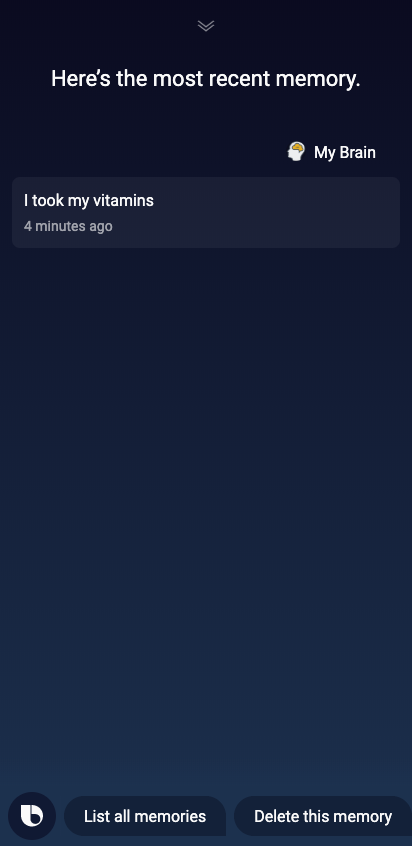 Here’s the most recent memory.
My Brain
I took my vitamins
4 minutes ago
List all memories
Delete this memory